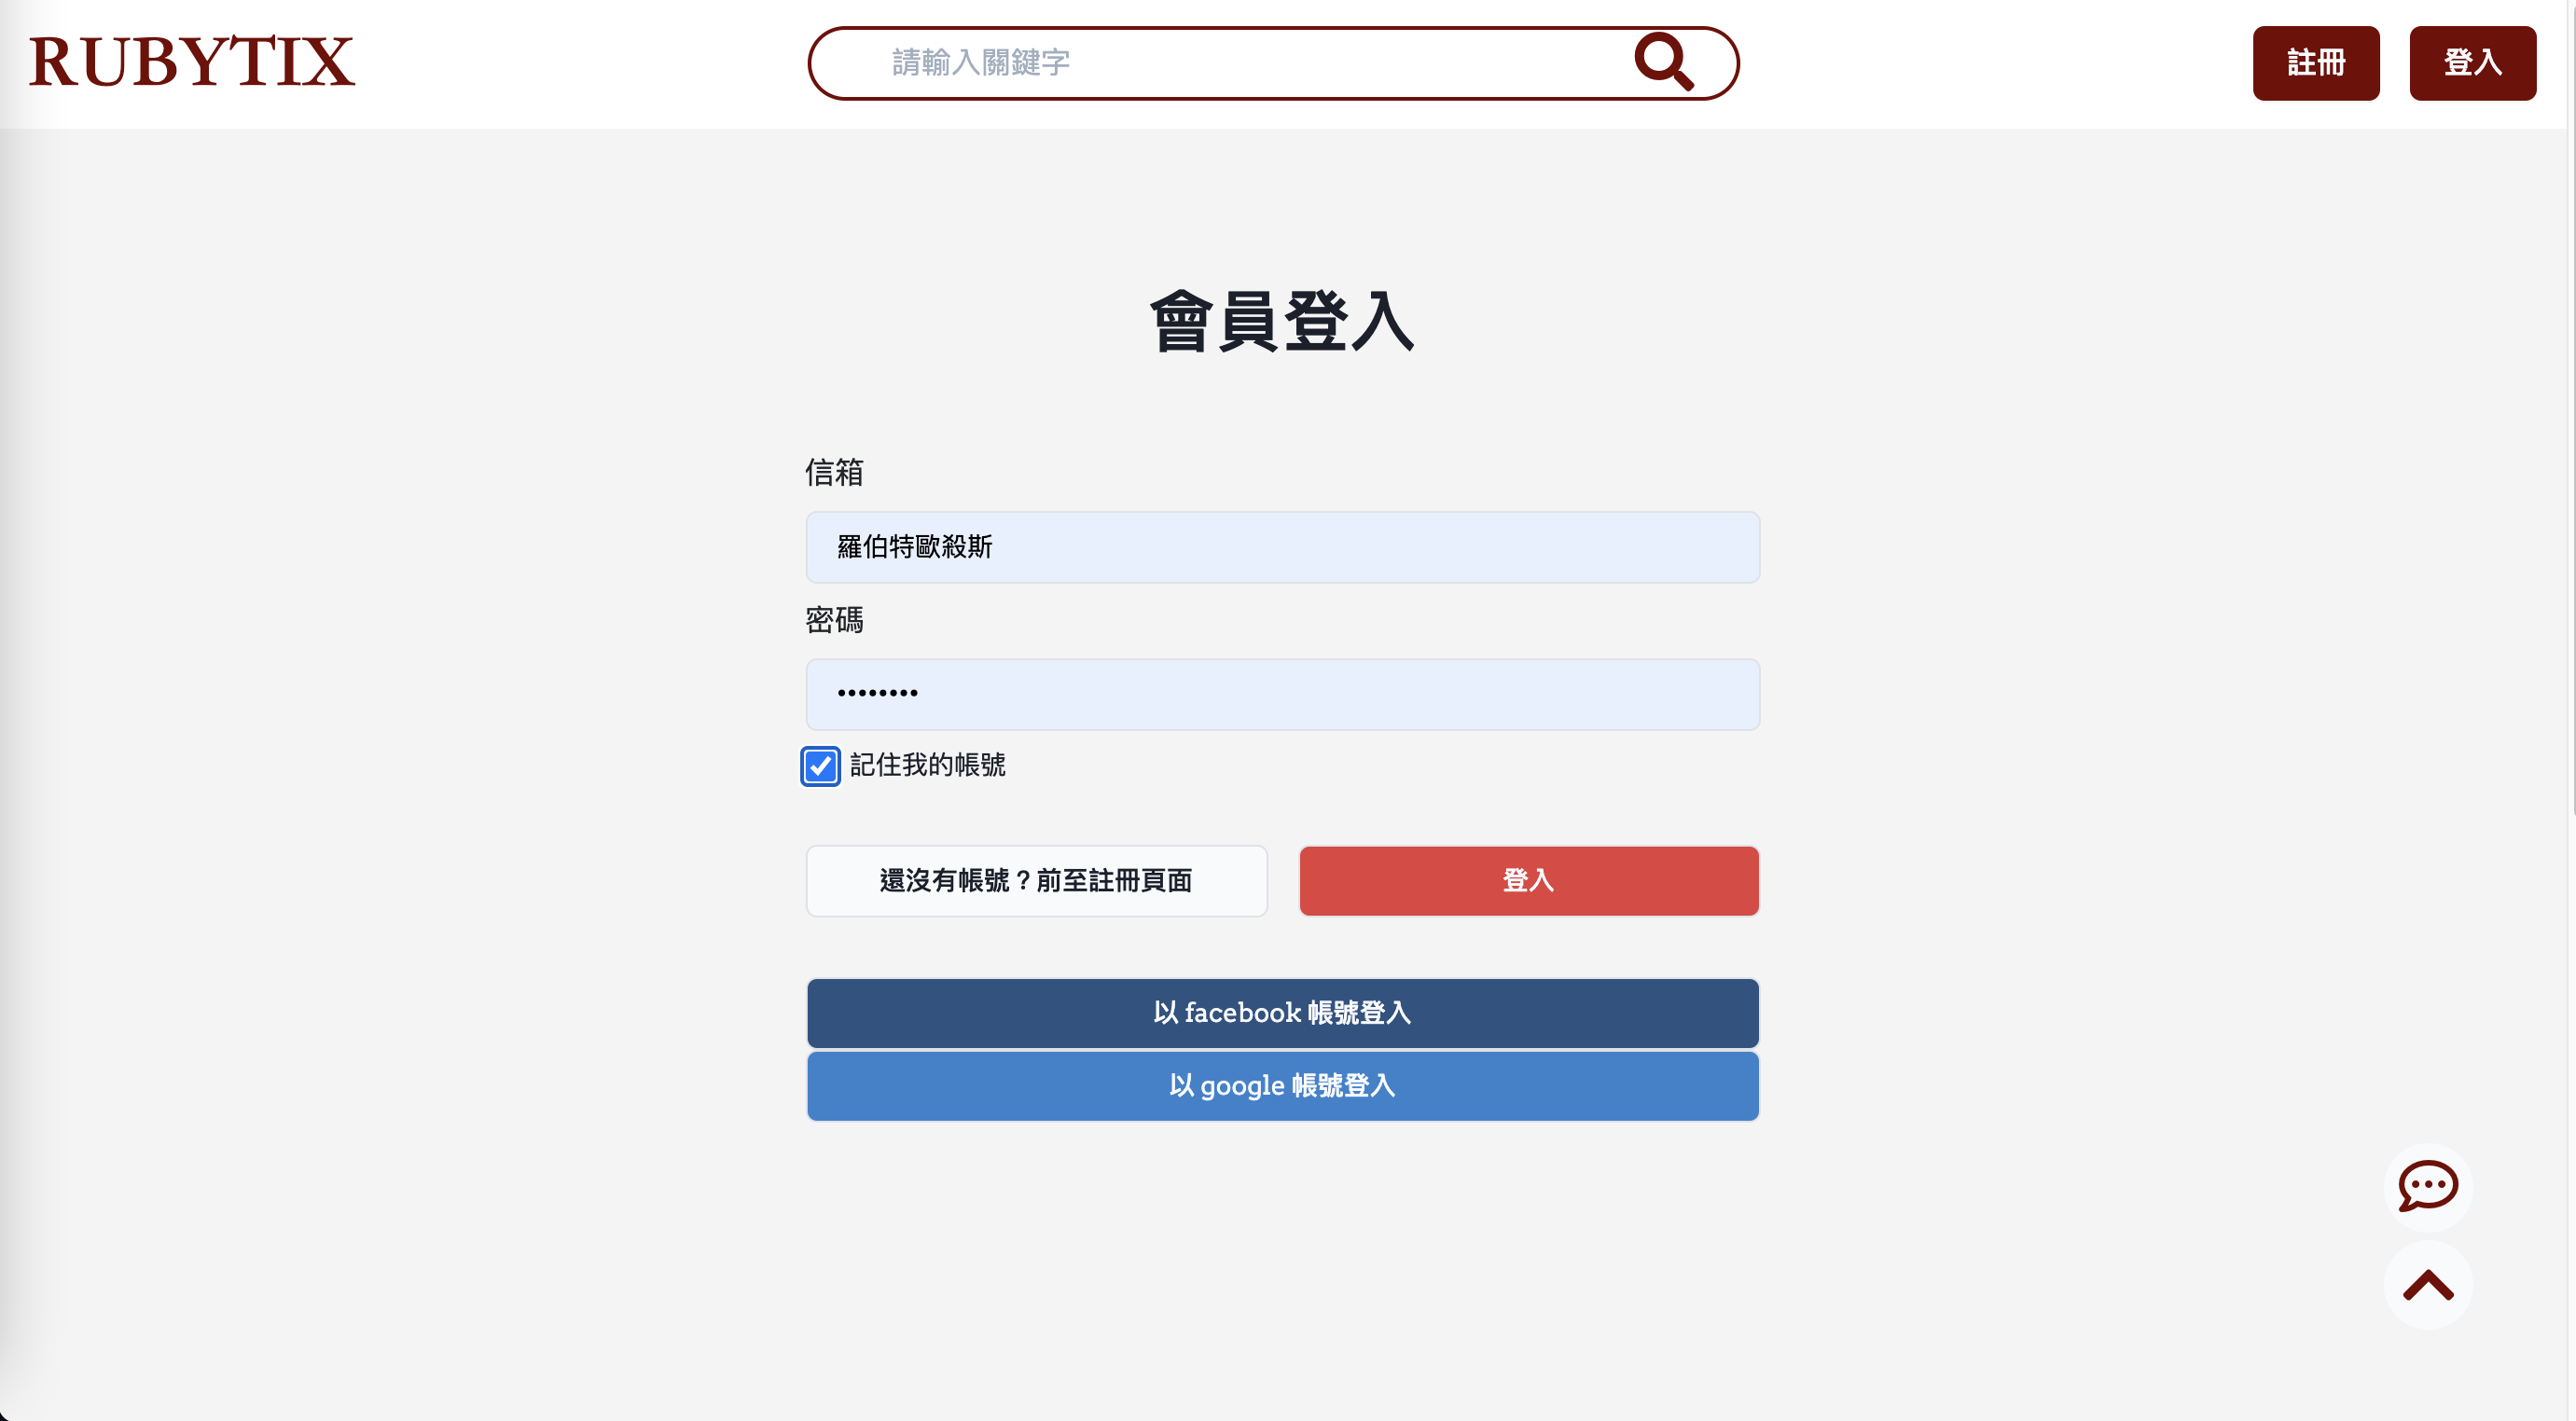 RUBYTIX
請輸入關鍵字
註冊
登入
會員登入
信箱
羅伯特歐殺斯
密碼
••••••••
記住我的帳號
還沒有帳號？前至註冊頁面
登入
以 facebook 帳號登入
以 google 帳號登入